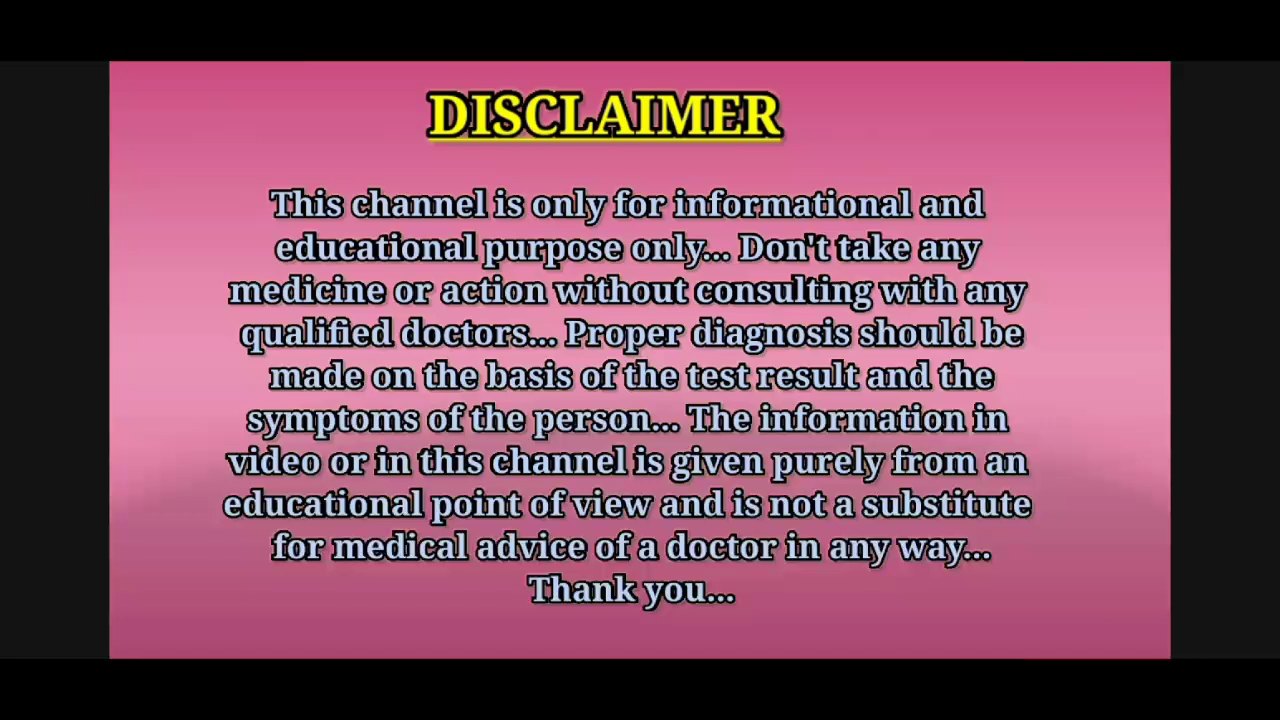 DISCLAIMER
This channel is only for informational and
educational purpose only... Don't take any
medicine or action without consulting with any
qualified doctors... Proper diagnosis should be
made on the basis of the test result and the
symptoms of the person... The information in
video or in this channel is given purely from an
educational point of view and is not a substitute
for medical advice of a doctor in any way...
Thank you...